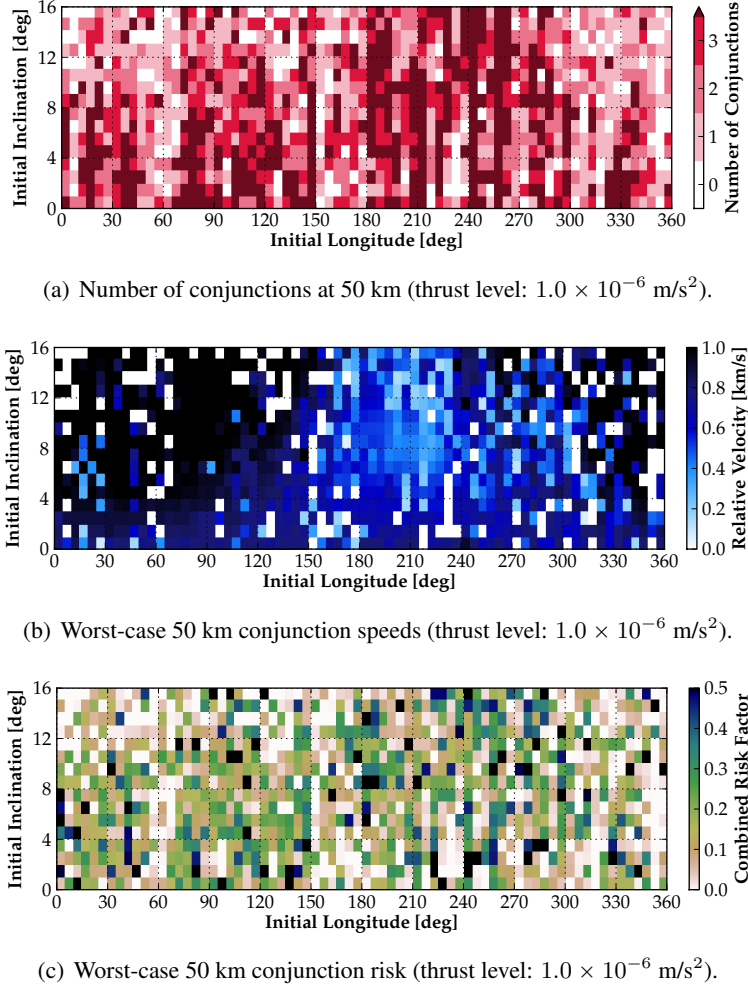 16
12
8
4
0
Initial Inclination [deg]
0 30 60 90 120 150 180 210 240 270 300 330 360
Initial Longitude [deg]
3
2
1
0
Number of Conjunctions
(a) Number of conjunctions at 50 km (thrust level: 1.0 × 10⁻⁶ m/s²).
16
12
8
4
0
Initial Inclination [deg]
0 30 60 90 120 150 180 210 240 270 300 330 360
Initial Longitude [deg]
1.0
0.8
0.6
0.4
0.2
0.0
Relative Velocity [km/s]
(b) Worst-case 50 km conjunction speeds (thrust level: 1.0 × 10⁻⁶ m/s²).
16
12
8
4
0
Initial Inclination [deg]
0 30 60 90 120 150 180 210 240 270 300 330 360
Initial Longitude [deg]
0.5
0.4
0.3
0.2
0.1
0.0
Combined Risk Factor
(c) Worst-case 50 km conjunction risk (thrust level: 1.0 × 10⁻⁶ m/s²).